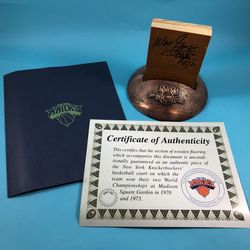 KNICKS
Certificate of Authenticity
This certifies that the section of wooden flooring
which accompanies this document is uncondi-
tionally guaranteed as an authentic piece of
the New York Knickerbockers'
basketball court on which the
team won their two World
Championships at Madison
Square Garden in 1970
and 1973.